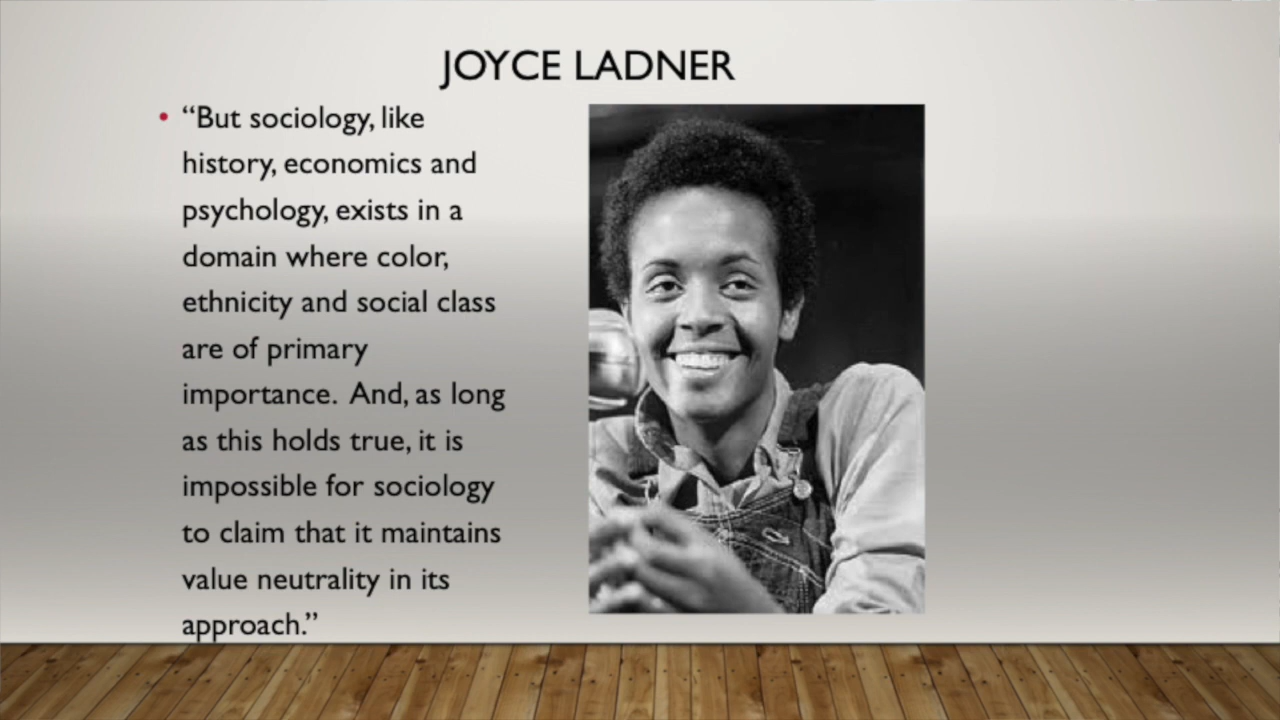 JOYCE LADNER
• “But sociology, like
history, economics and
psychology, exists in a
domain where color,
ethnicity and social class
are of primary
importance.  And, as long
as this holds true, it is
impossible for sociology
to claim that it maintains
value neutrality in its
approach.”